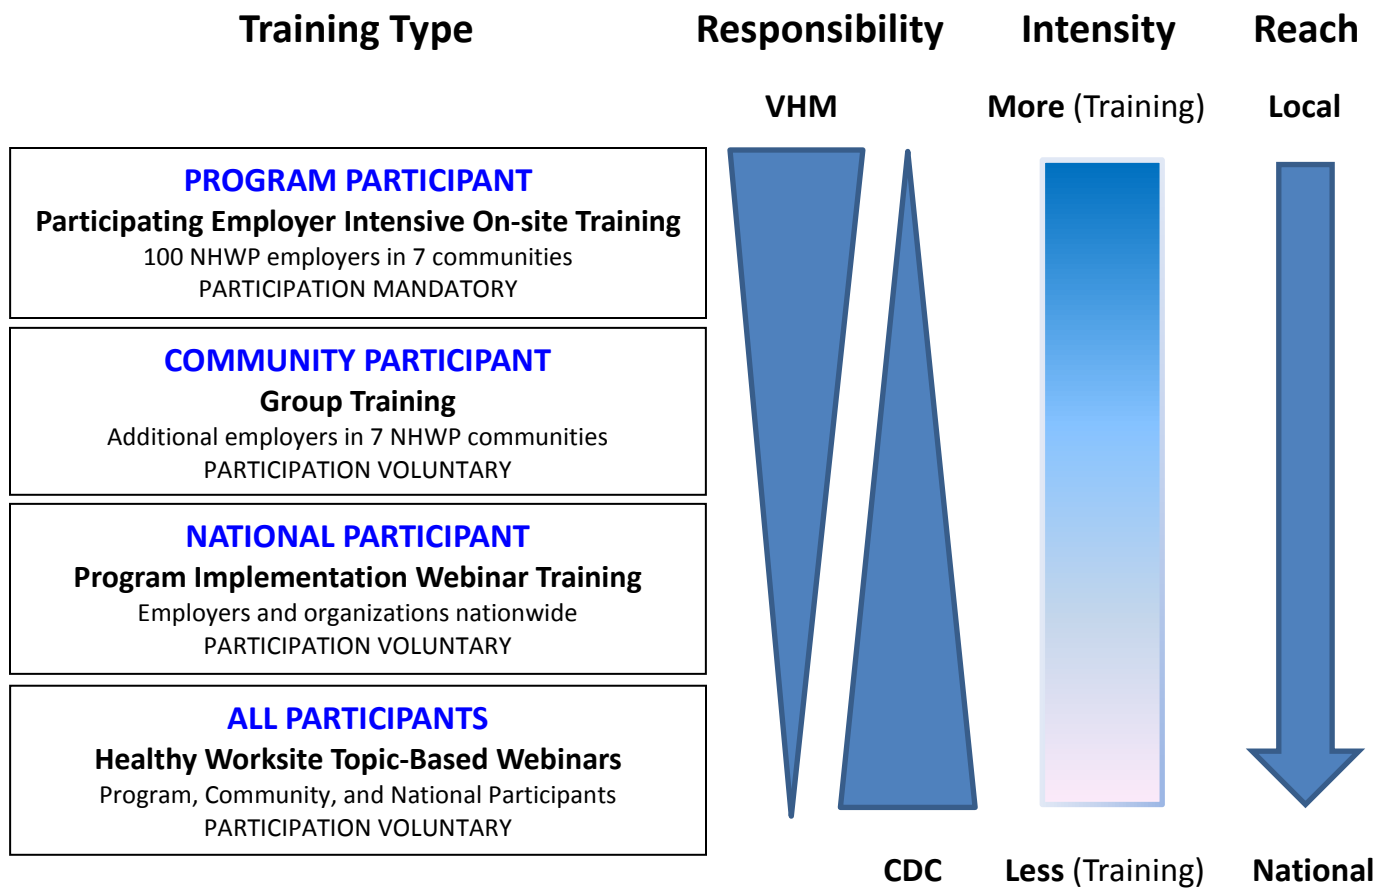 Training Type Responsibility Intensity Reach
VHM More (Training) Local
PROGRAM PARTICIPANT
Participating Employer Intensive On-site Training
100 NHWP employers in 7 communities
PARTICIPATION MANDATORY
COMMUNITY PARTICIPANT
Group Training
Additional employers in 7 NHWP communities
PARTICIPATION VOLUNTARY
NATIONAL PARTICIPANT
Program Implementation Webinar Training
Employers and organizations nationwide
PARTICIPATION VOLUNTARY
ALL PARTICIPANTS
Healthy Worksite Topic-Based Webinars
Program, Community, and National Participants
PARTICIPATION VOLUNTARY
CDC Less (Training) National